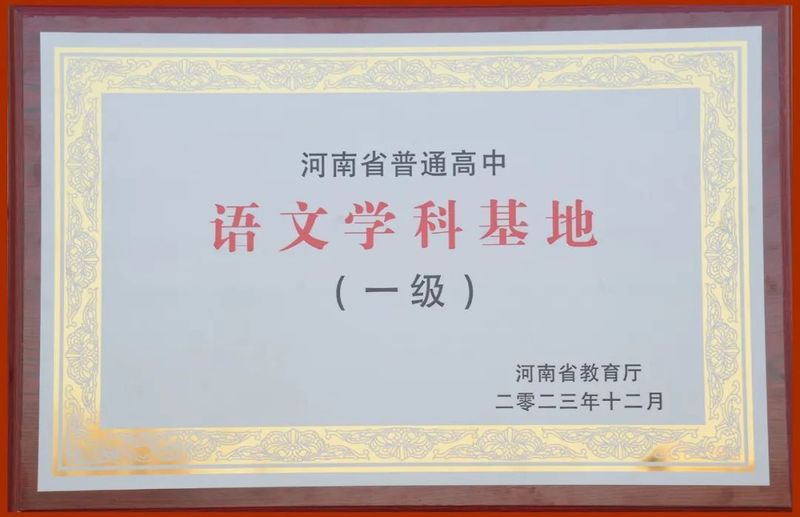 河南省普通高中
语文学科基地
（一级）
河南省教育厅
二零二三年十二月